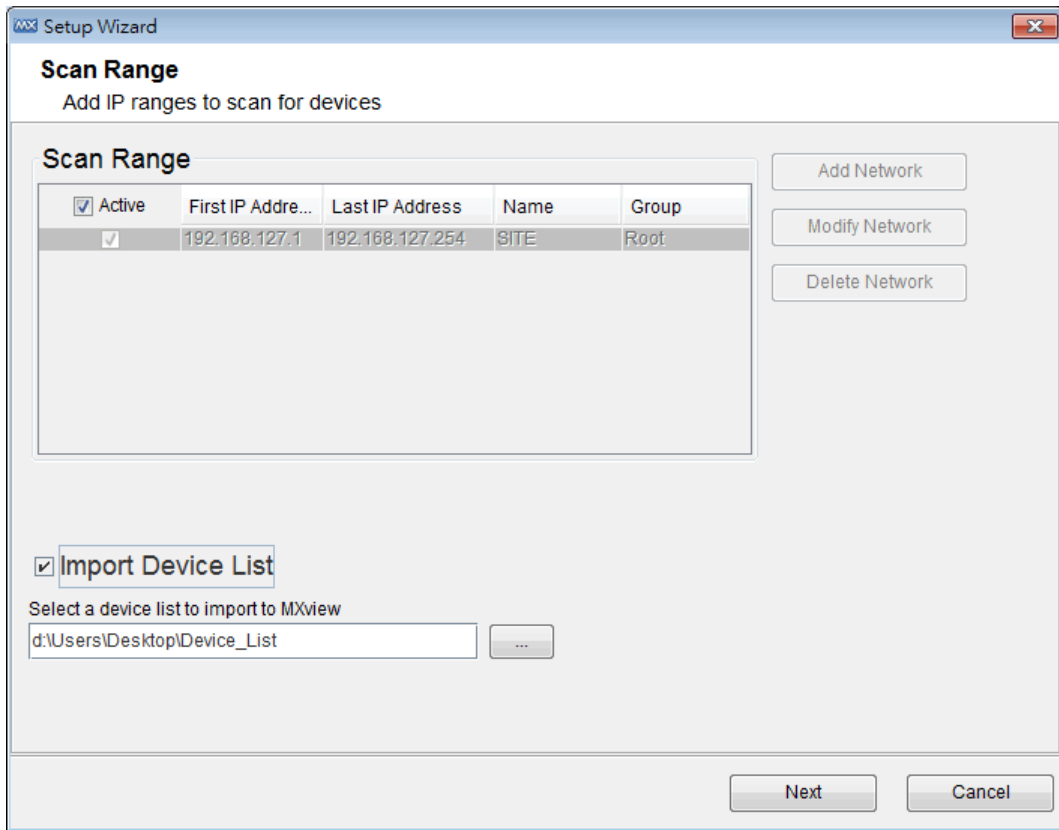 MX Setup Wizard
Scan Range
Add IP ranges to scan for devices
Scan Range
Active First IP Addre... Last IP Address Name Group
192.168.127.1 192.168.127.254 SITE Root
Add Network
Modify Network
Delete Network
Import Device List
Select a device list to import to MXview
d:\Users\Desktop\Device_List
...
Next Cancel